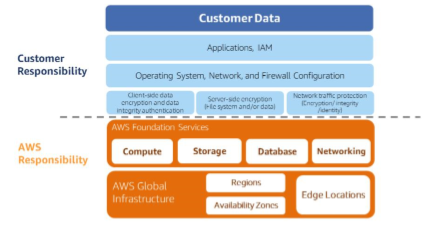 Customer Data
Customer
Responsibility
Applications, IAM
Operating System, Network, and Firewall Configuration
Client-side data
encryption and data
integrity authentication
Server-side encryption
(File system and/or data)
Network traffic protection
(Encryption/ integrity
/identity)
AWS
Responsibility
AWS Foundation Services
Compute
Storage
Database
Networking
AWS Global
Infrastructure
Regions
Availability Zones
Edge Locations